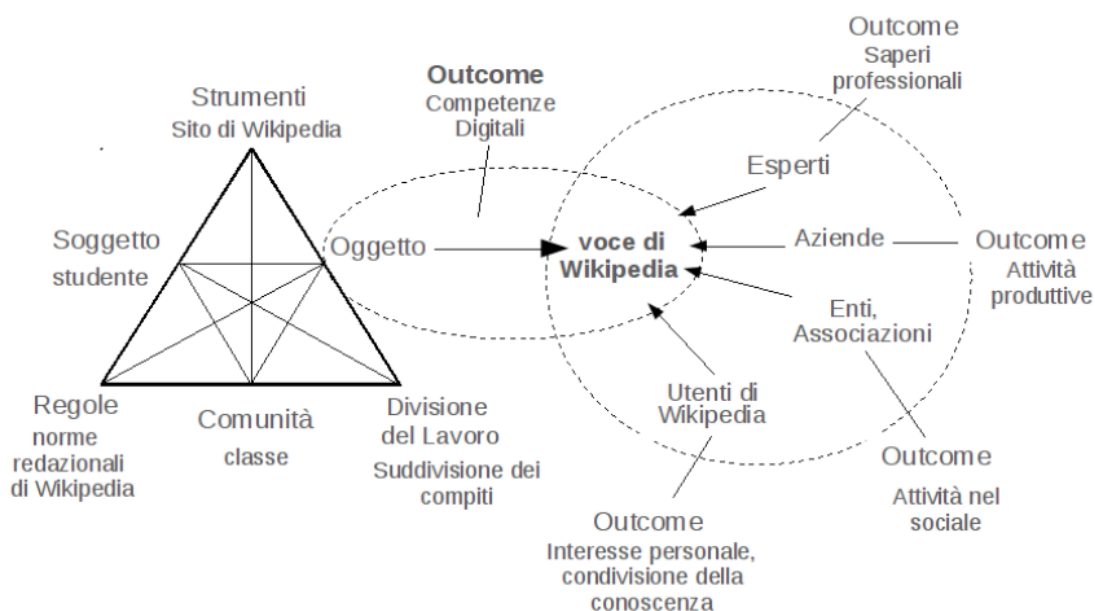 Strumenti
Sito di Wikipedia
Outcome
Competenze
Digitali
Outcome
Saperi
professionali
Esperti
Soggetto
studente
Oggetto
voce di
Wikipedia
Aziende
Outcome
Attività
produttive
Enti,
Associazioni
Utenti di
Wikipedia
Regole
norme
redazionali
di Wikipedia
Comunità
classe
Divisione
del Lavoro
Suddivisione dei
compiti
Outcome
Attività nel
sociale
Outcome
Interesse personale,
condivisione della
conoscenza